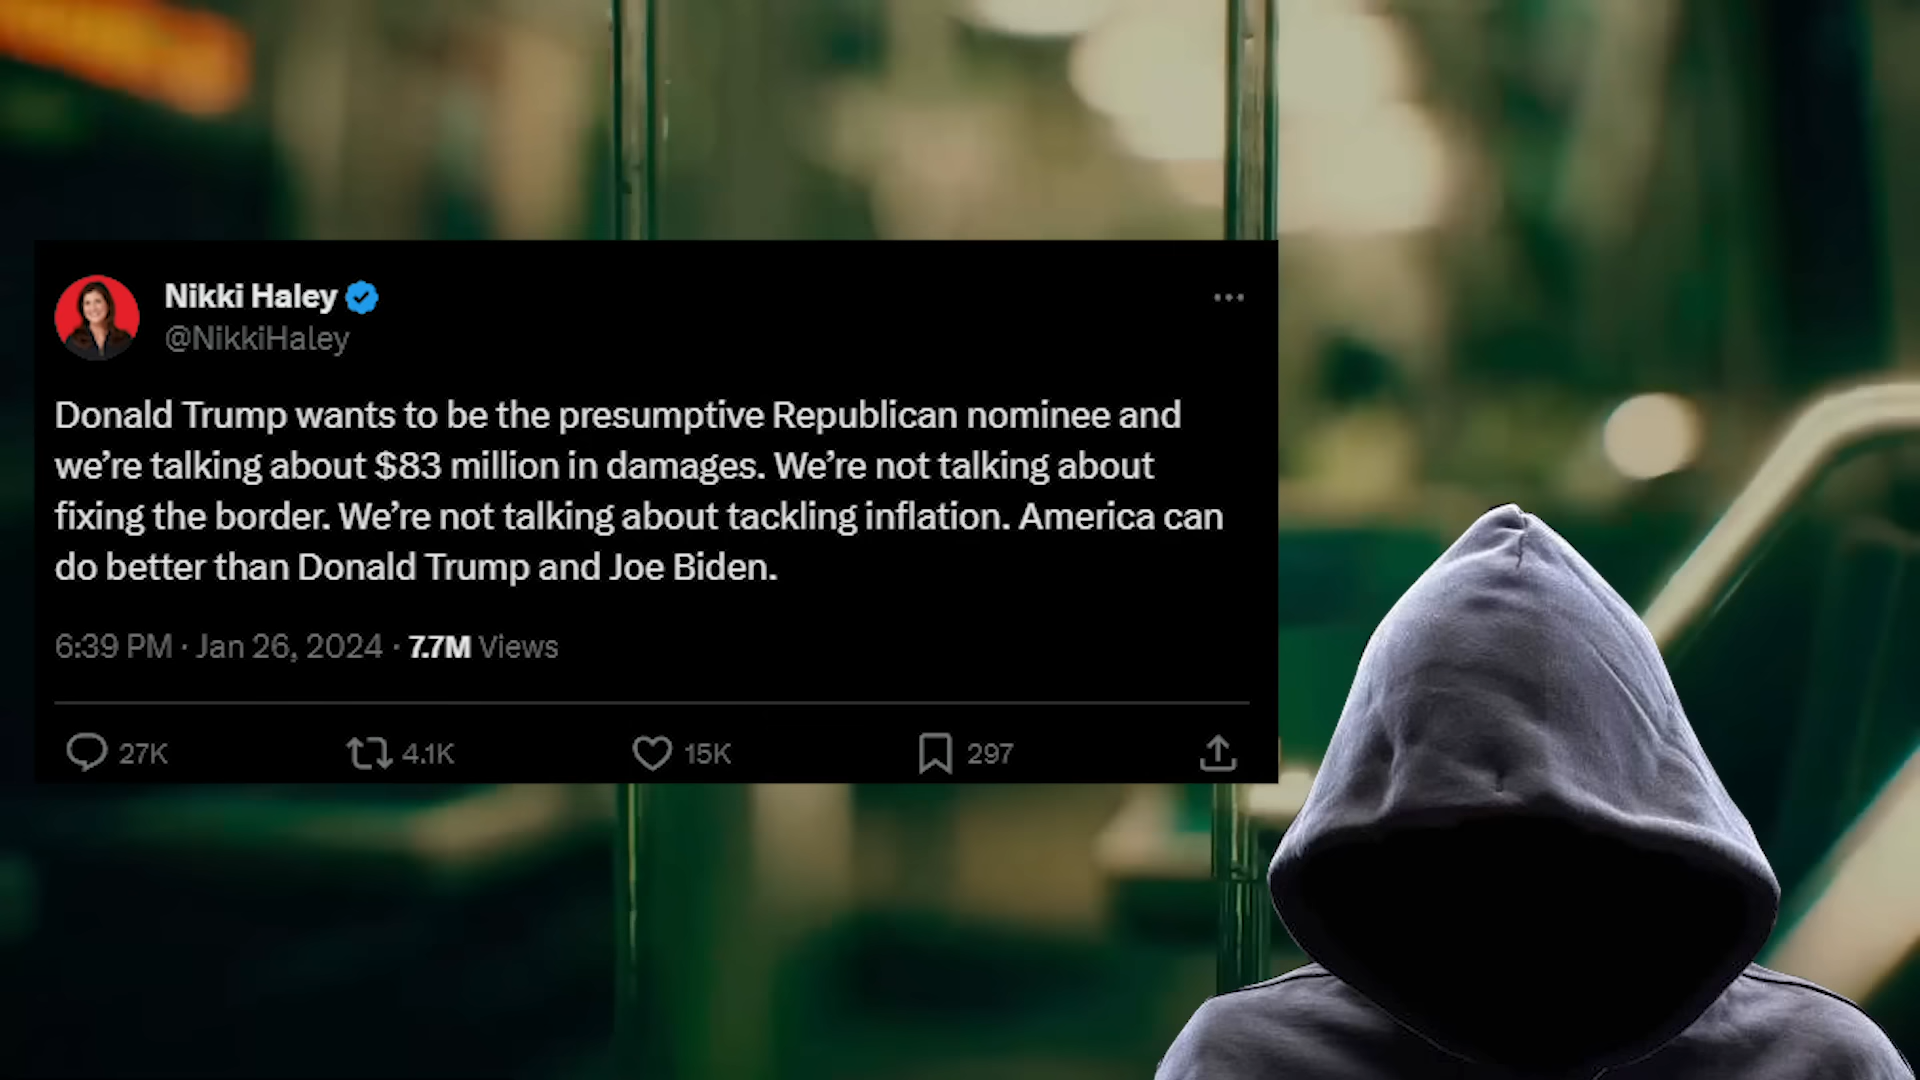 Nikki Haley
@NikkiHaley
Donald Trump wants to be the presumptive Republican nominee and
we’re talking about $83 million in damages. We’re not talking about
fixing the border. We’re not talking about tackling inflation. America can
do better than Donald Trump and Joe Biden.
6:39 PM · Jan 26, 2024 · 7.7M Views
27K 4.1K 15K 297